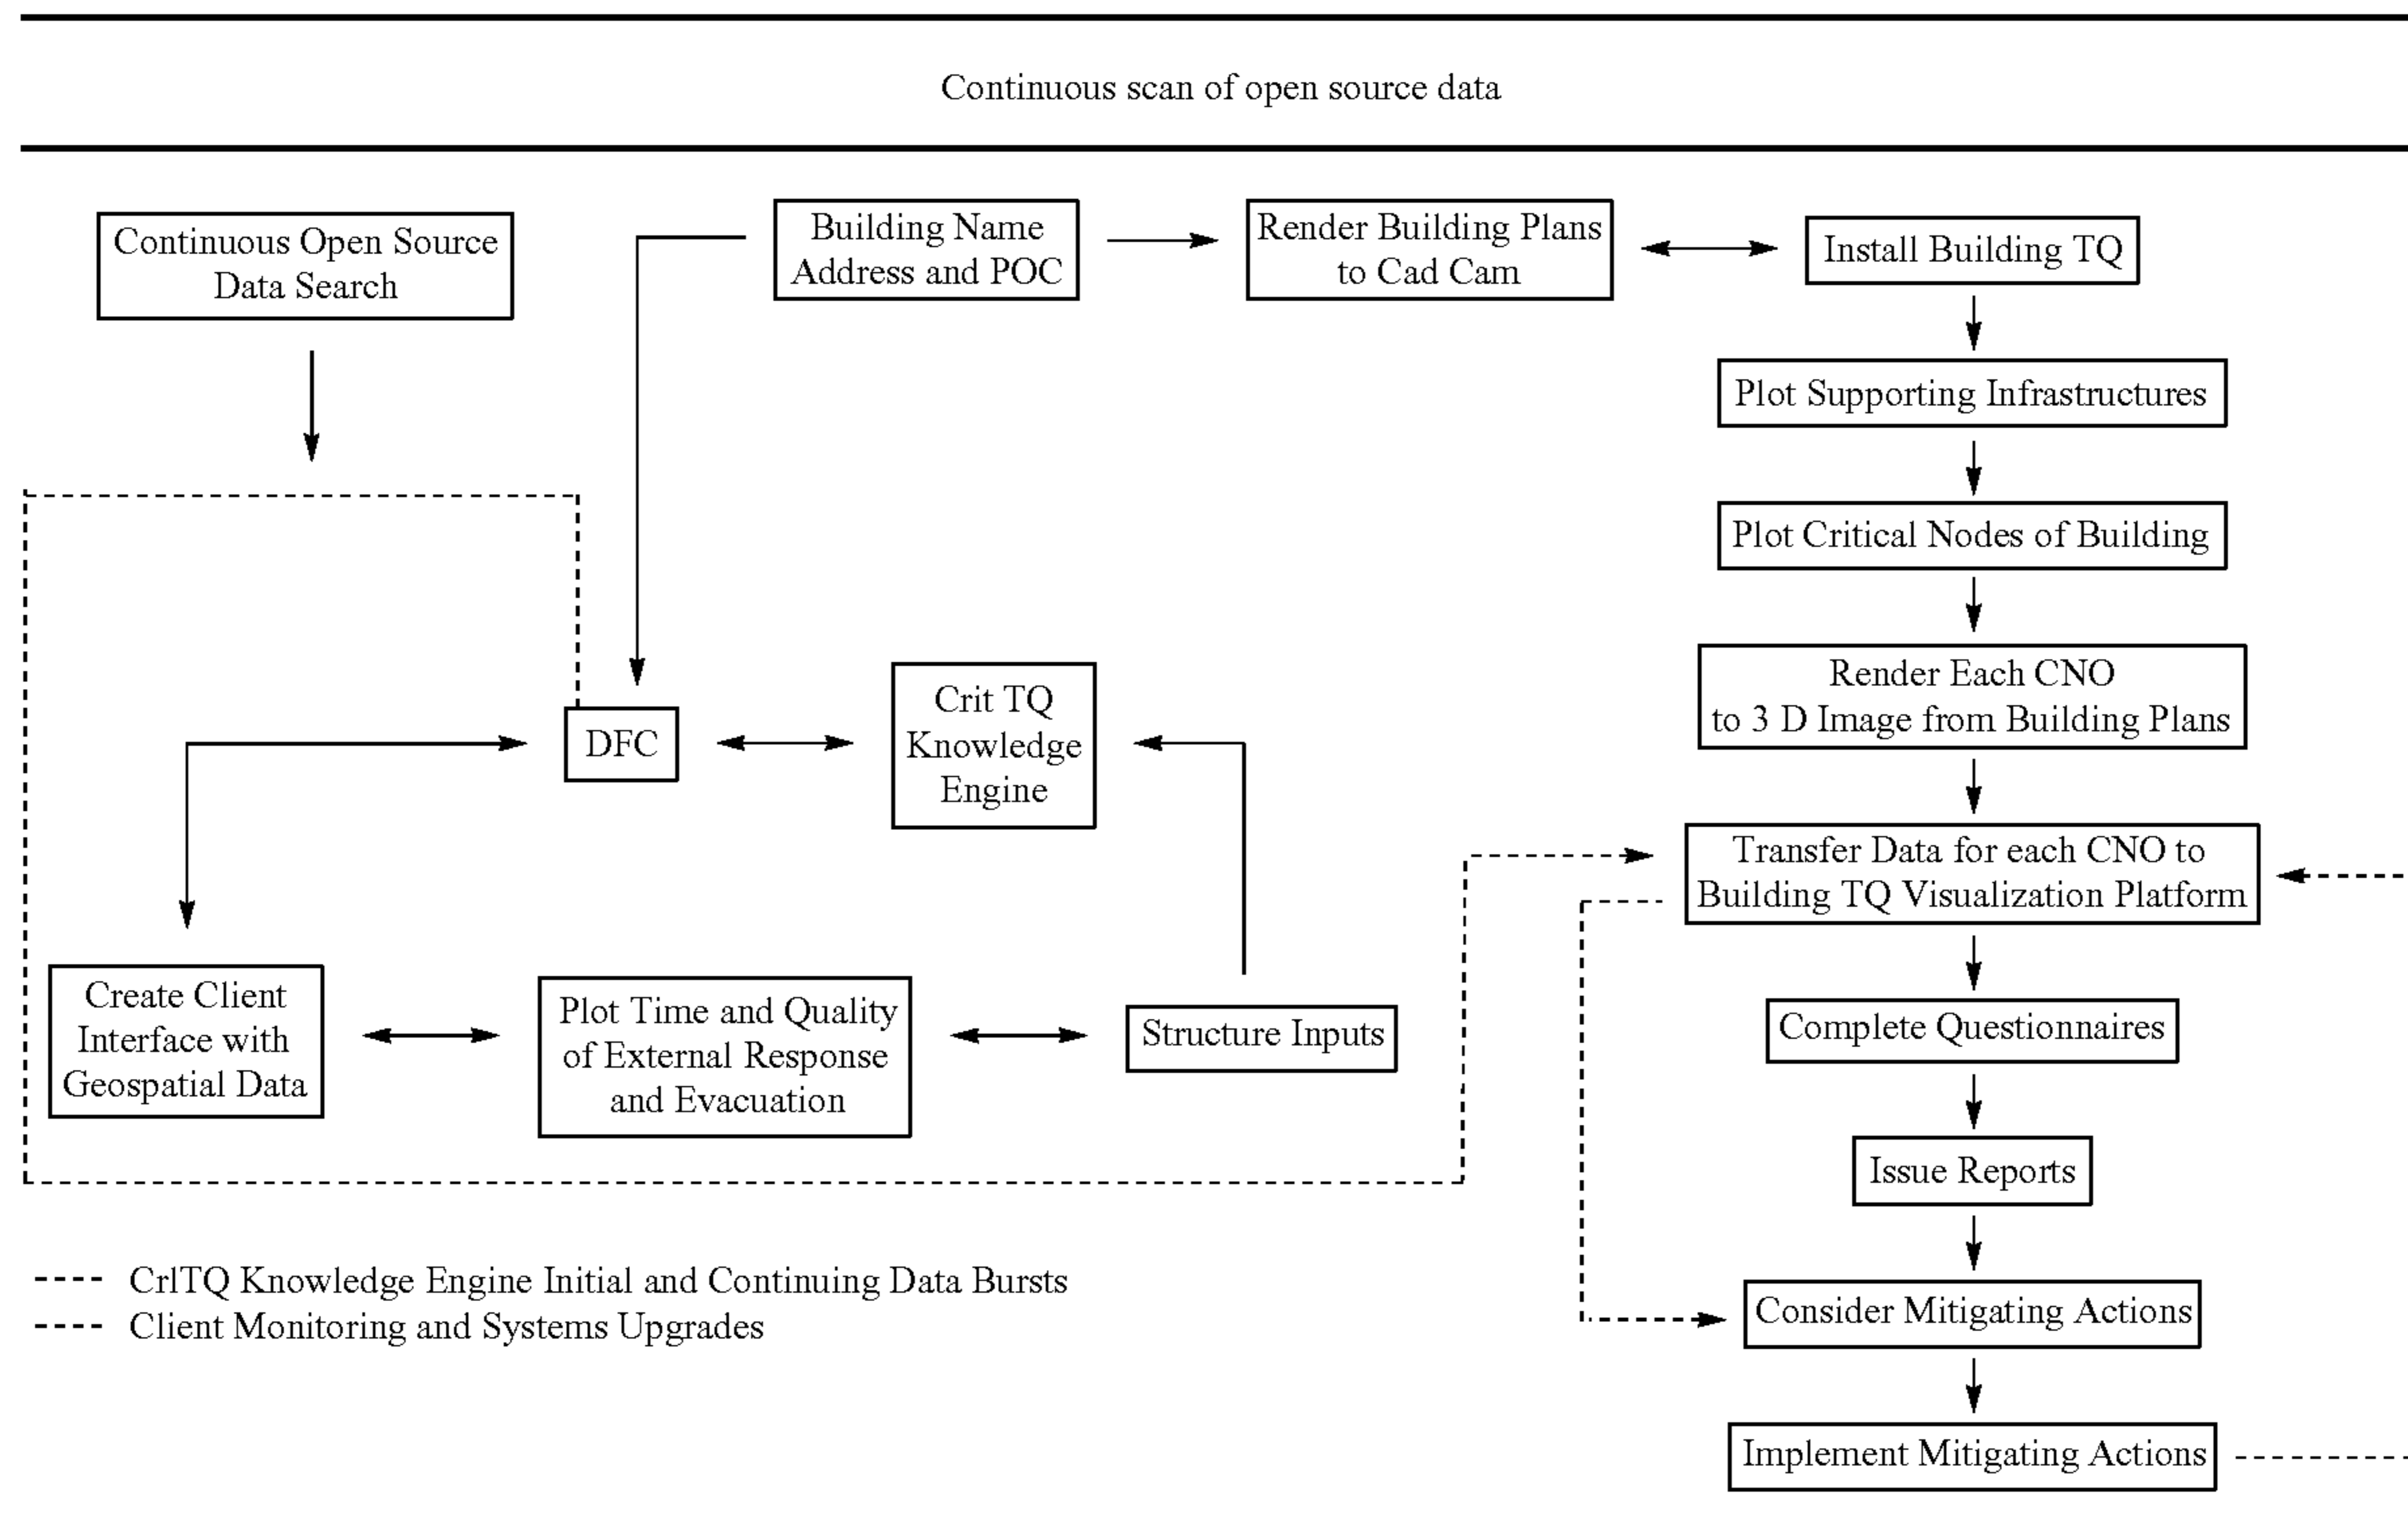 Continuous scan of open source data
Continuous Open Source
Data Search
Building Name
Address and POC
Render Building Plans
to Cad Cam
Install Building TQ
Plot Supporting Infrastructures
Plot Critical Nodes of Building
Render Each CNO
to 3 D Image from Building Plans
DFC
Crit TQ
Knowledge
Engine
Transfer Data for each CNO to
Building TQ Visualization Platform
Create Client
Interface with
Geospatial Data
Plot Time and Quality
of External Response
and Evacuation
Structure Inputs
Complete Questionnaires
Issue Reports
Consider Mitigating Actions
Implement Mitigating Actions
CrlTQ Knowledge Engine Initial and Continuing Data Bursts
Client Monitoring and Systems Upgrades